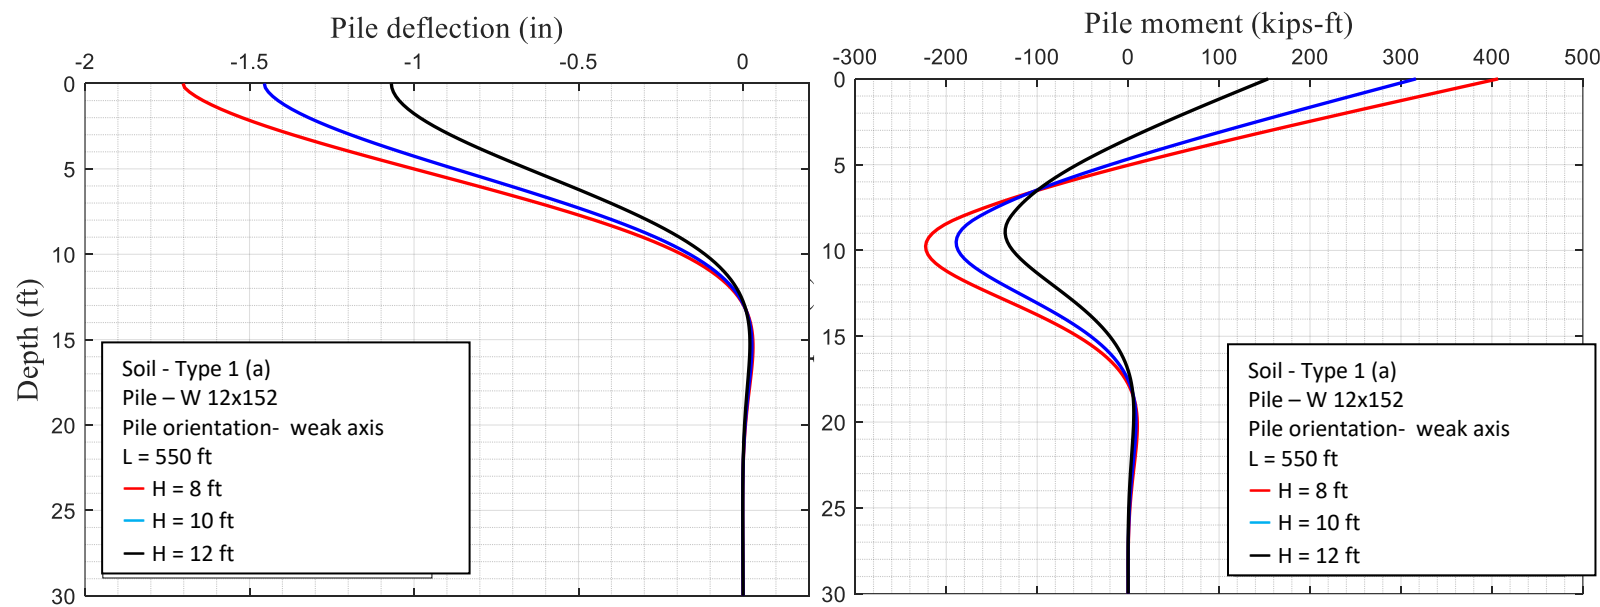 Pile deflection (in)
-2 -1.5 -1 -0.5 0
0
5
10
15
20
25
30
Depth (ft)
Soil - Type 1 (a)
Pile – W 12x152
Pile orientation- weak axis
L = 550 ft
H = 8 ft
H = 10 ft
H = 12 ft
Pile moment (kips-ft)
-300 -200 -100 0 100 200 300 400 500
0
5
10
15
20
25
30
Soil - Type 1 (a)
Pile – W 12x152
Pile orientation- weak axis
L = 550 ft
H = 8 ft
H = 10 ft
H = 12 ft